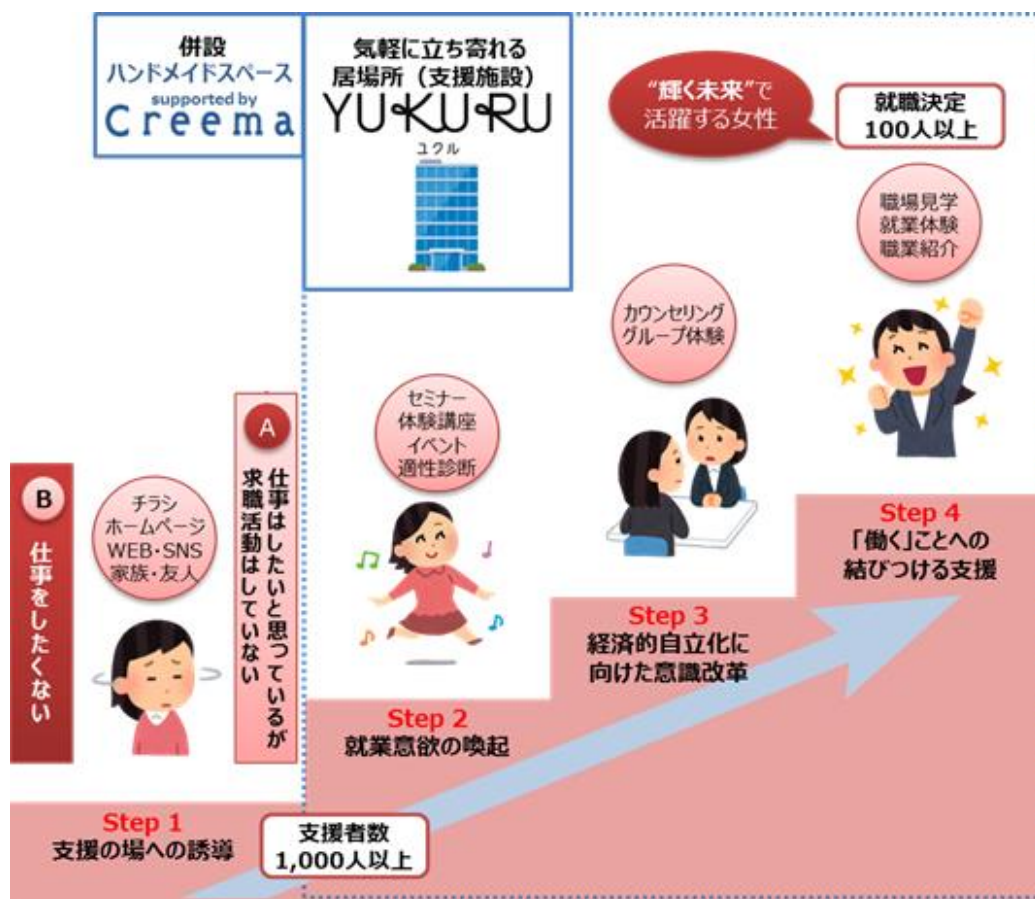 併設
ハンドメイドスペース
supported by
Creema
気軽に立ち寄れる
居場所（支援施設）
YUKURU
ユクル
“輝く未来”で
活躍する女性
就職決定
100人以上
職場見学
就業体験
職業紹介
カウンセリング
グループ体験
セミナー
体験講座
イベント
適性診断
A
仕事はしたいと思っているが
求職活動はしていない
チラシ
ホームページ
WEB・SNS
家族・友人
B
仕事をしたくない
Step 4
「働く」ことへの
結びつける支援
Step 3
経済的自立化に
向けた意識改革
Step 2
就業意欲の喚起
Step 1
支援の場への誘導
支援者数
1,000人以上